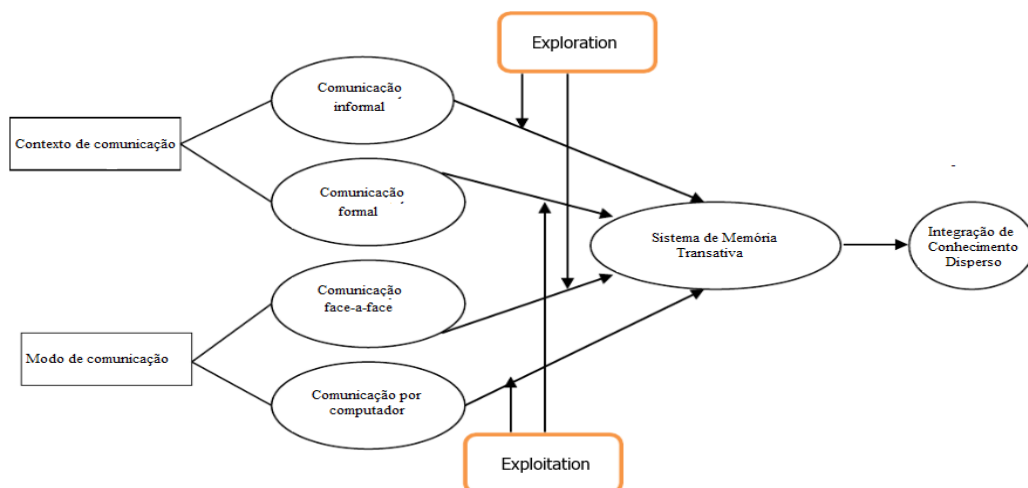 Exploration
Comunicação
informal
Contexto de comunicação
Comunicação
formal
Sistema de Memória
Transativa
Integração de
Conhecimento
Disperso
Comunicação
face-a-face
Modo de comunicação
Comunicação por
computador
Exploitation